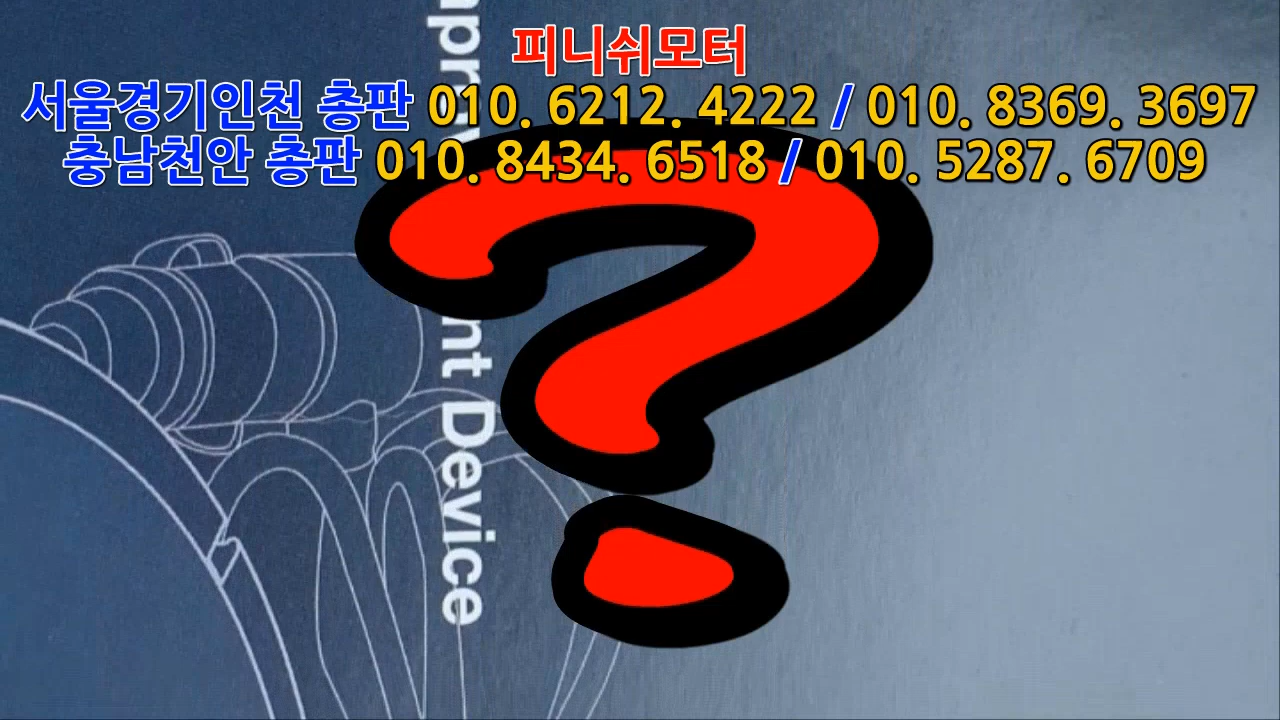 피니쉬모터
서울경기인천 총판 010. 6212. 4222 / 010. 8369. 3697
충남천안 총판 010. 8434. 6518 / 010. 5287. 6709
Device